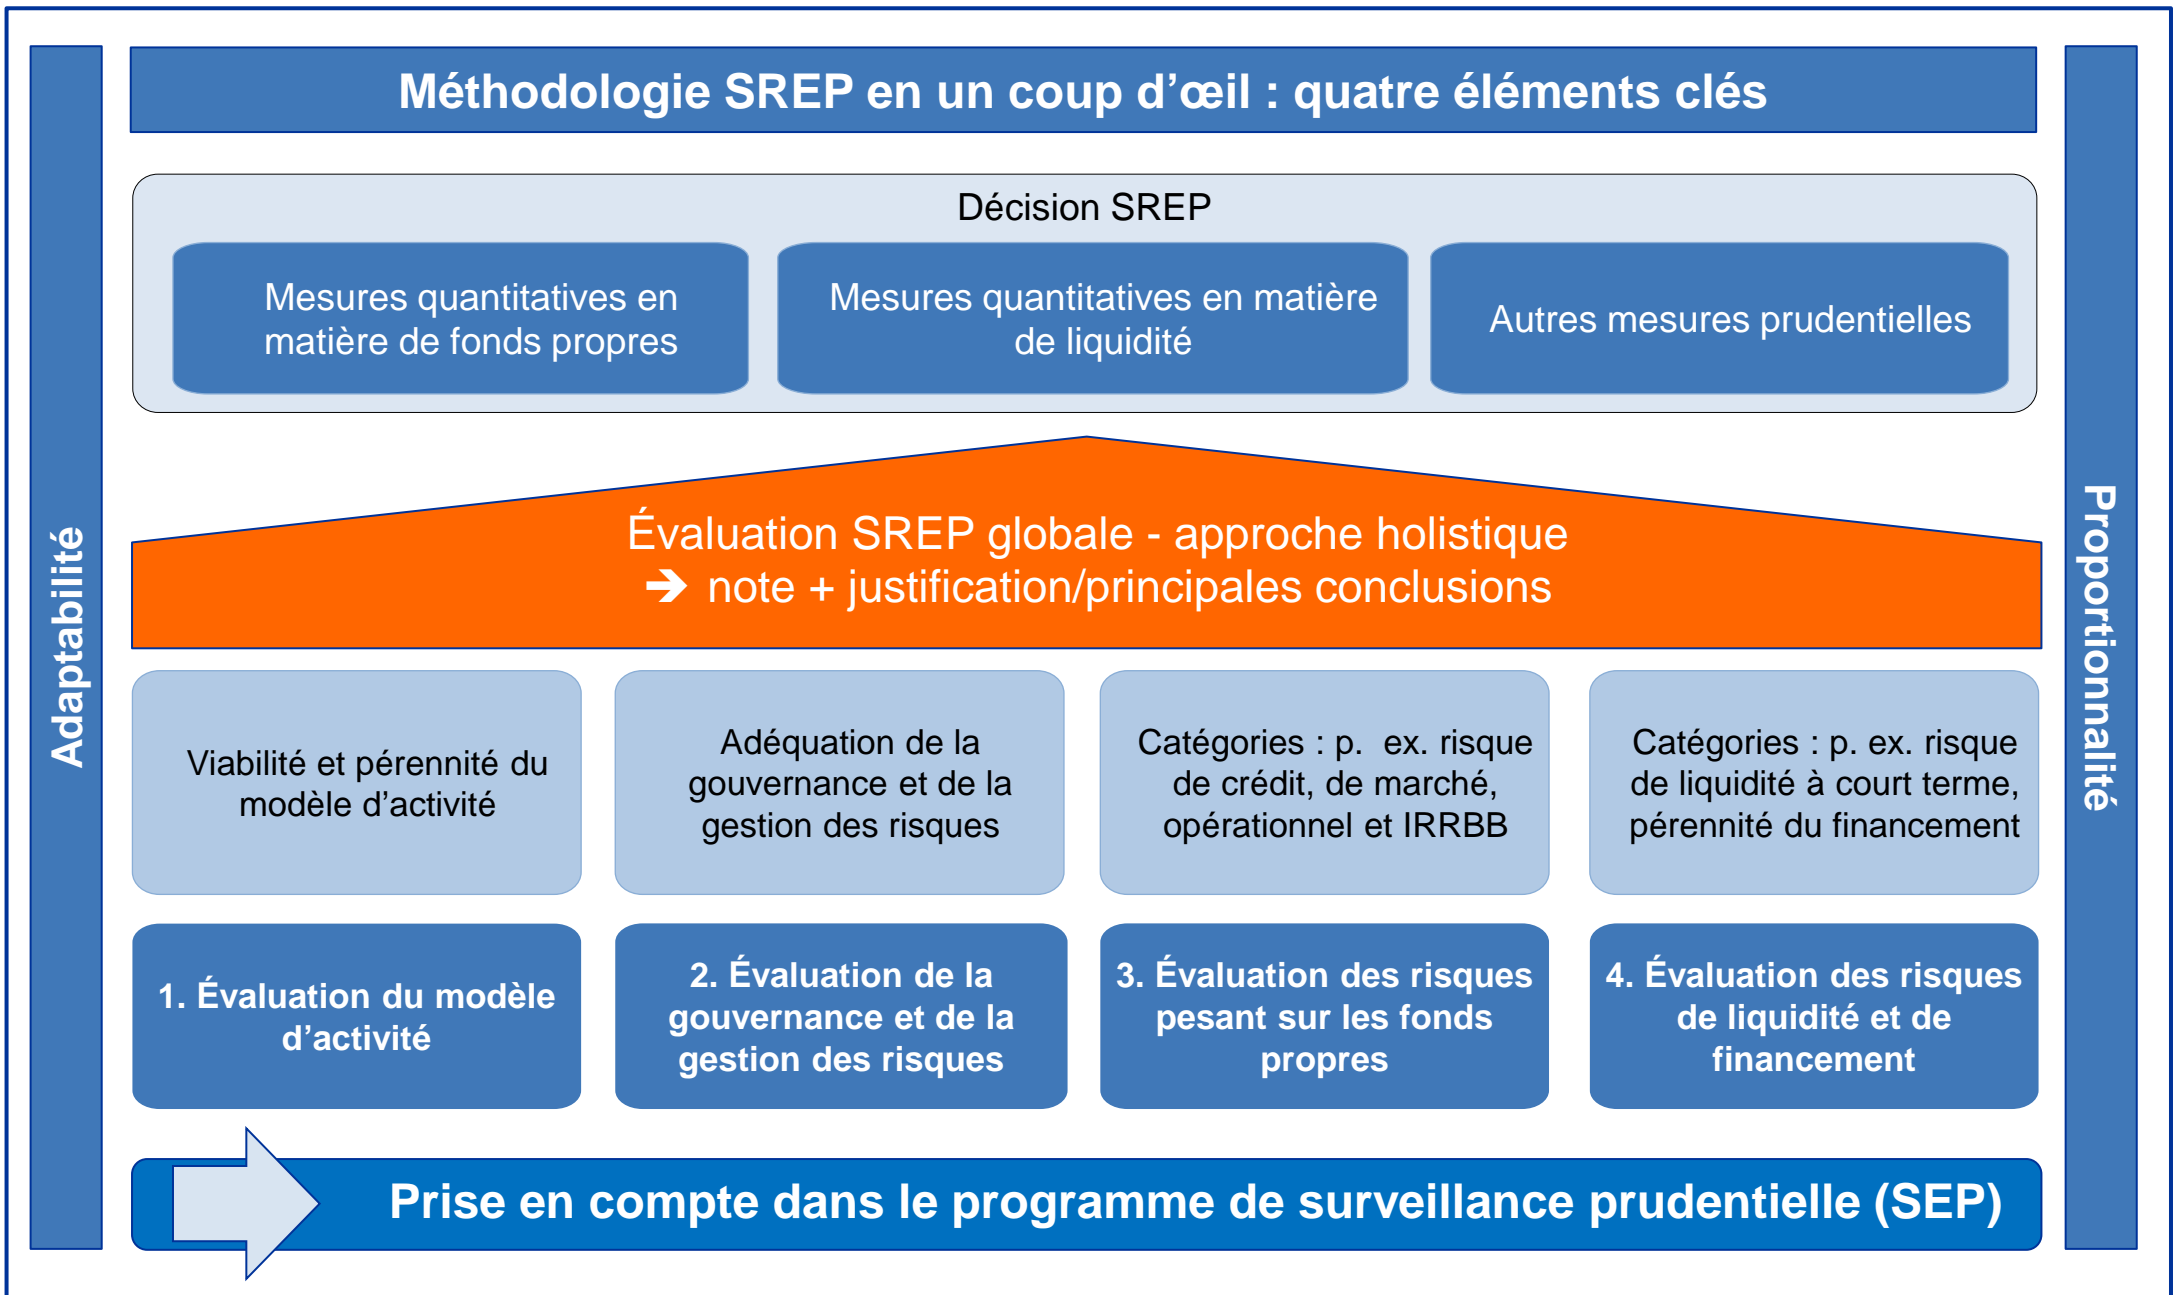 Méthodologie SREP en un coup d’œil : quatre éléments clés
Adaptabilité
Décision SREP
Mesures quantitatives en
matière de fonds propres
Mesures quantitatives en matière
de liquidité
Autres mesures prudentielles
Évaluation SREP globale - approche holistique
➔ note + justification/principales conclusions
Viabilité et pérennité du
modèle d’activité
Adéquation de la
gouvernance et de la
gestion des risques
Catégories : p. ex. risque
de crédit, de marché,
opérationnel et IRRBB
Catégories : p. ex. risque
de liquidité à court terme,
pérennité du financement
1. Évaluation du modèle
d’activité
2. Évaluation de la
gouvernance et de la
gestion des risques
3. Évaluation des risques
pesant sur les fonds
propres
4. Évaluation des risques
de liquidité et de
financement
Prise en compte dans le programme de surveillance prudentielle (SEP)
Proportionnalité